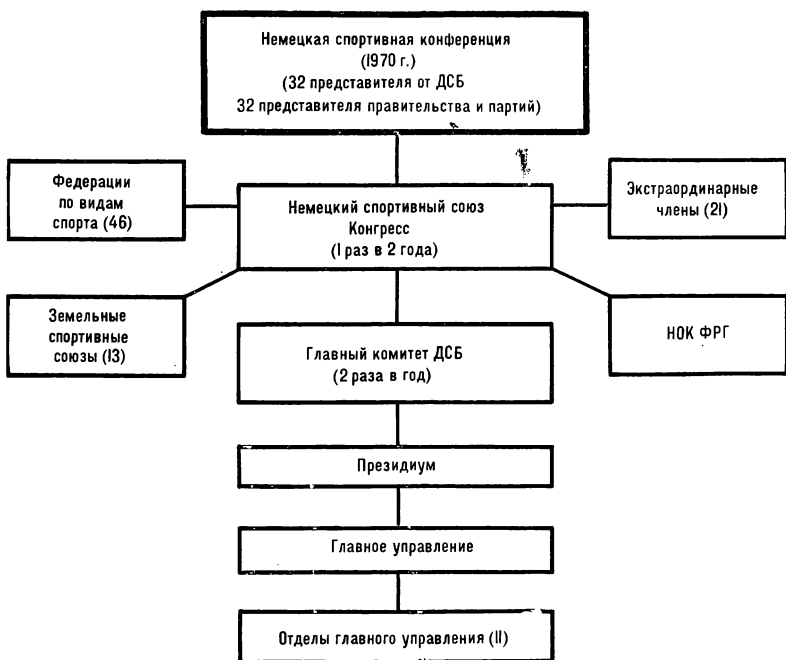 Немецкая спортивная конференция
(1970 г.)
(32 представителя от ДСБ
32 представителя правительства и партий)
Федерации
по видам
спорта (46)
Немецкий спортивный союз
Конгресс
(1 раз в 2 года)
Экстраординарные
члены (21)
Земельные
спортивные
союзы (13)
НОК ФРГ
Главный комитет ДСБ
(2 раза в год)
Президиум
Главное управление
Отделы главного управления (11)